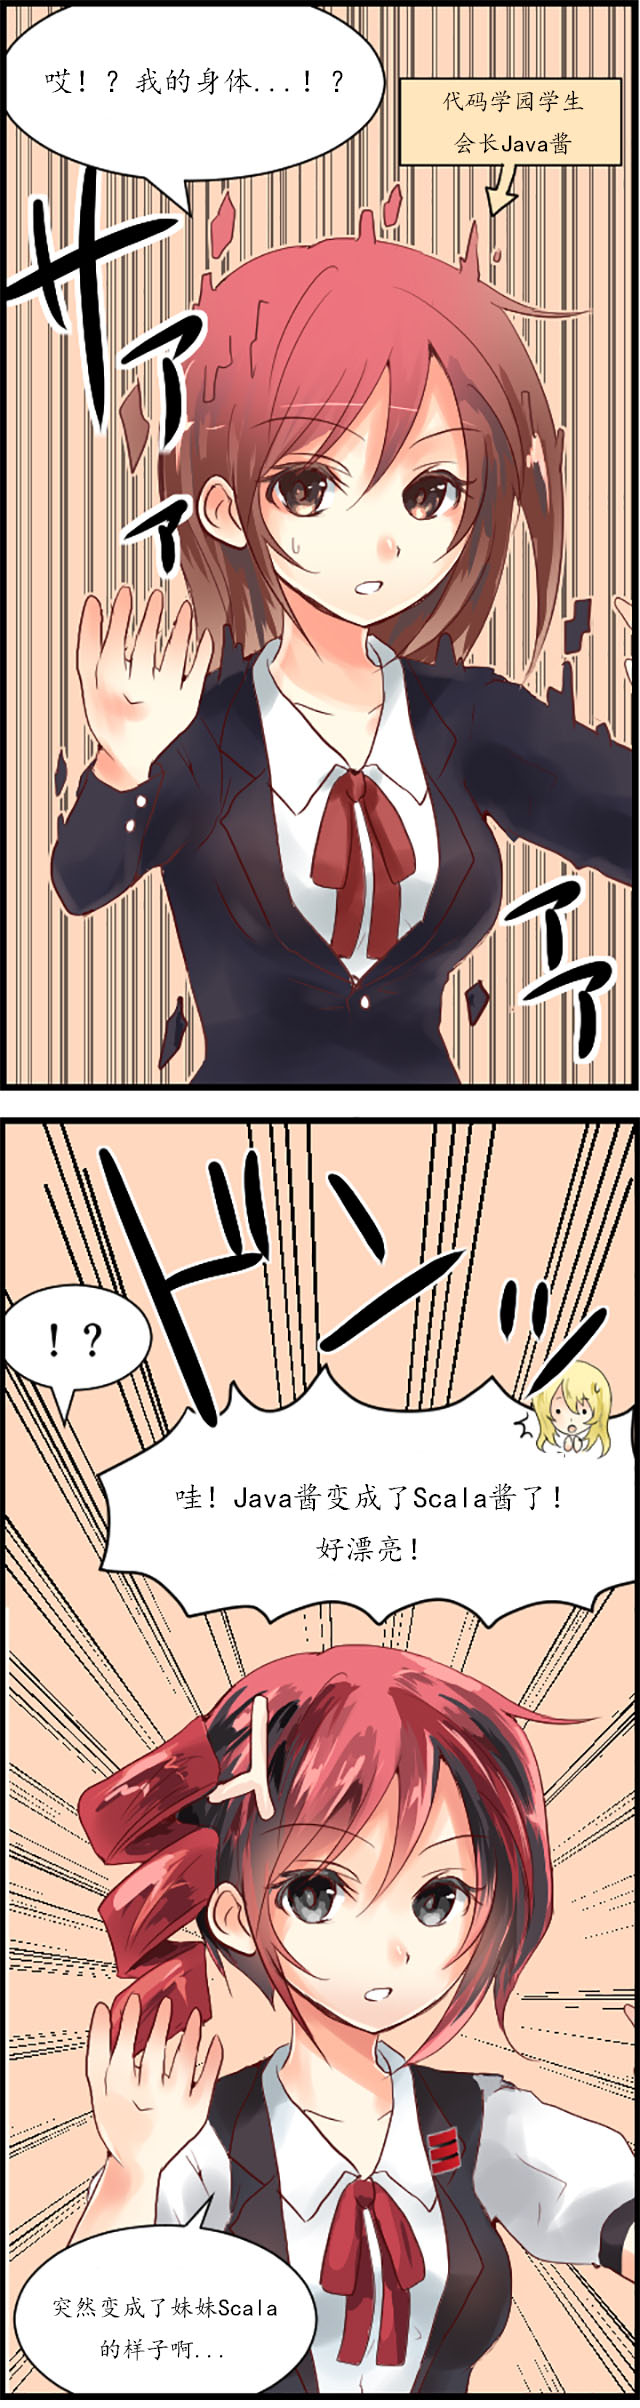 哎！？我的身体...！？
代码学园学生
会长Java酱
サァァ
ァァ
ドンッ
！？
哇！Java酱变成了Scala酱了！
好漂亮！
突然变成了妹妹Scala
的样子啊...